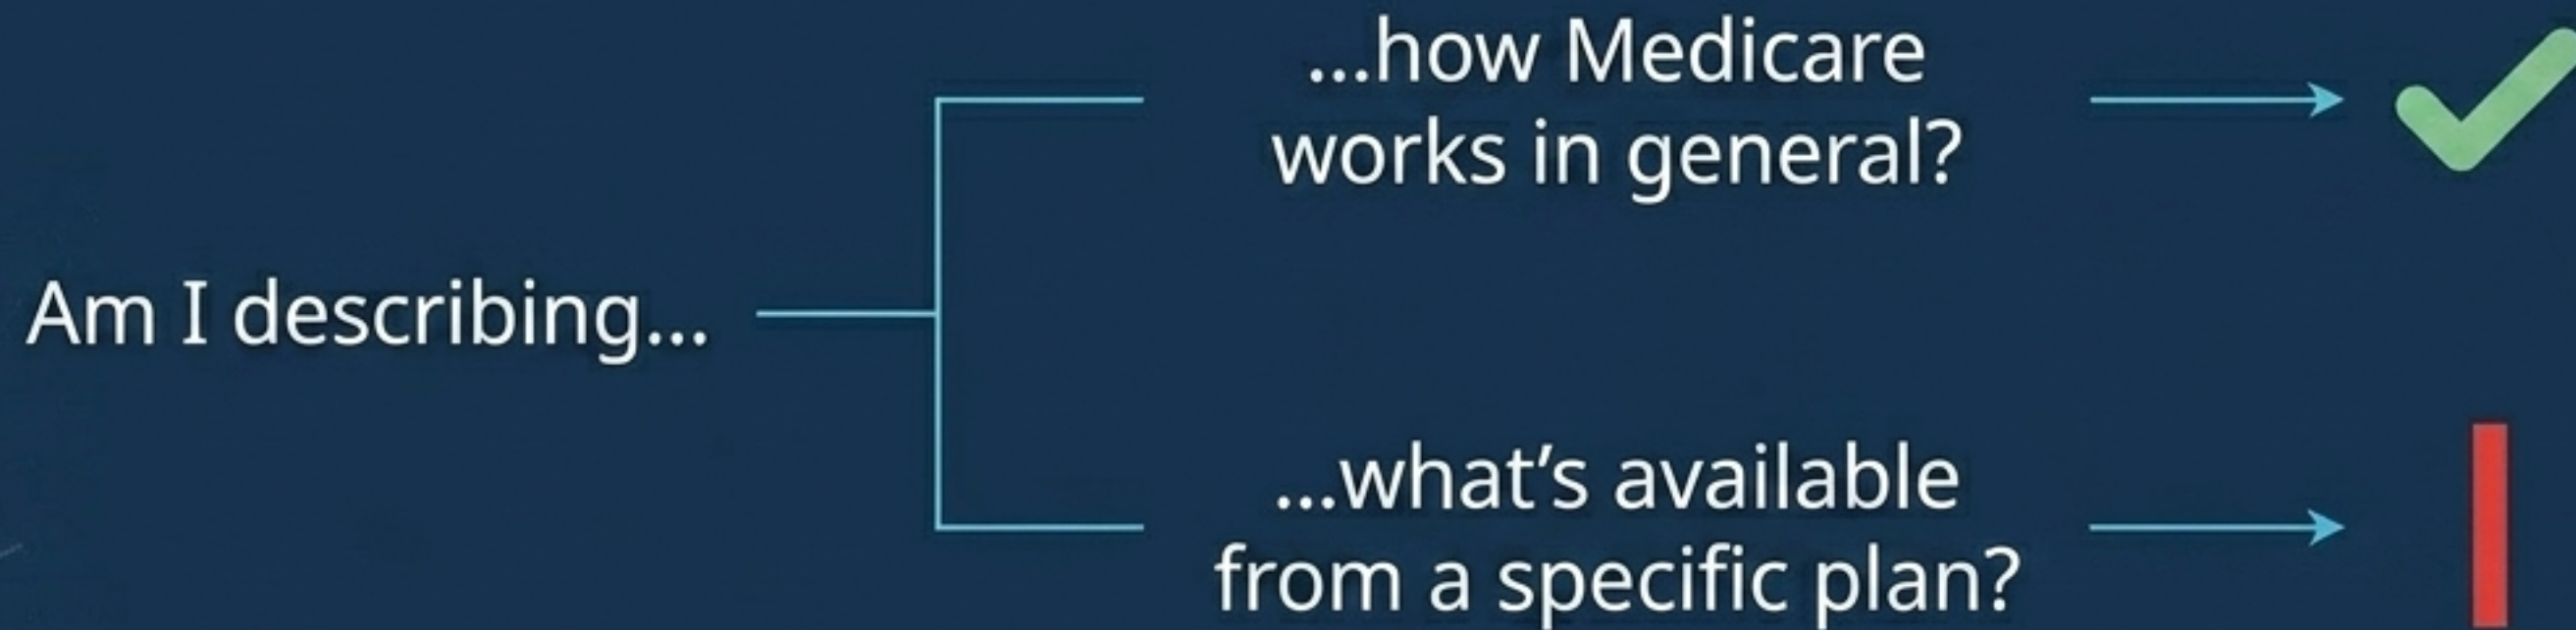 ...how Medicare
works in general?
Am I describing...
...what’s available
from a specific plan?